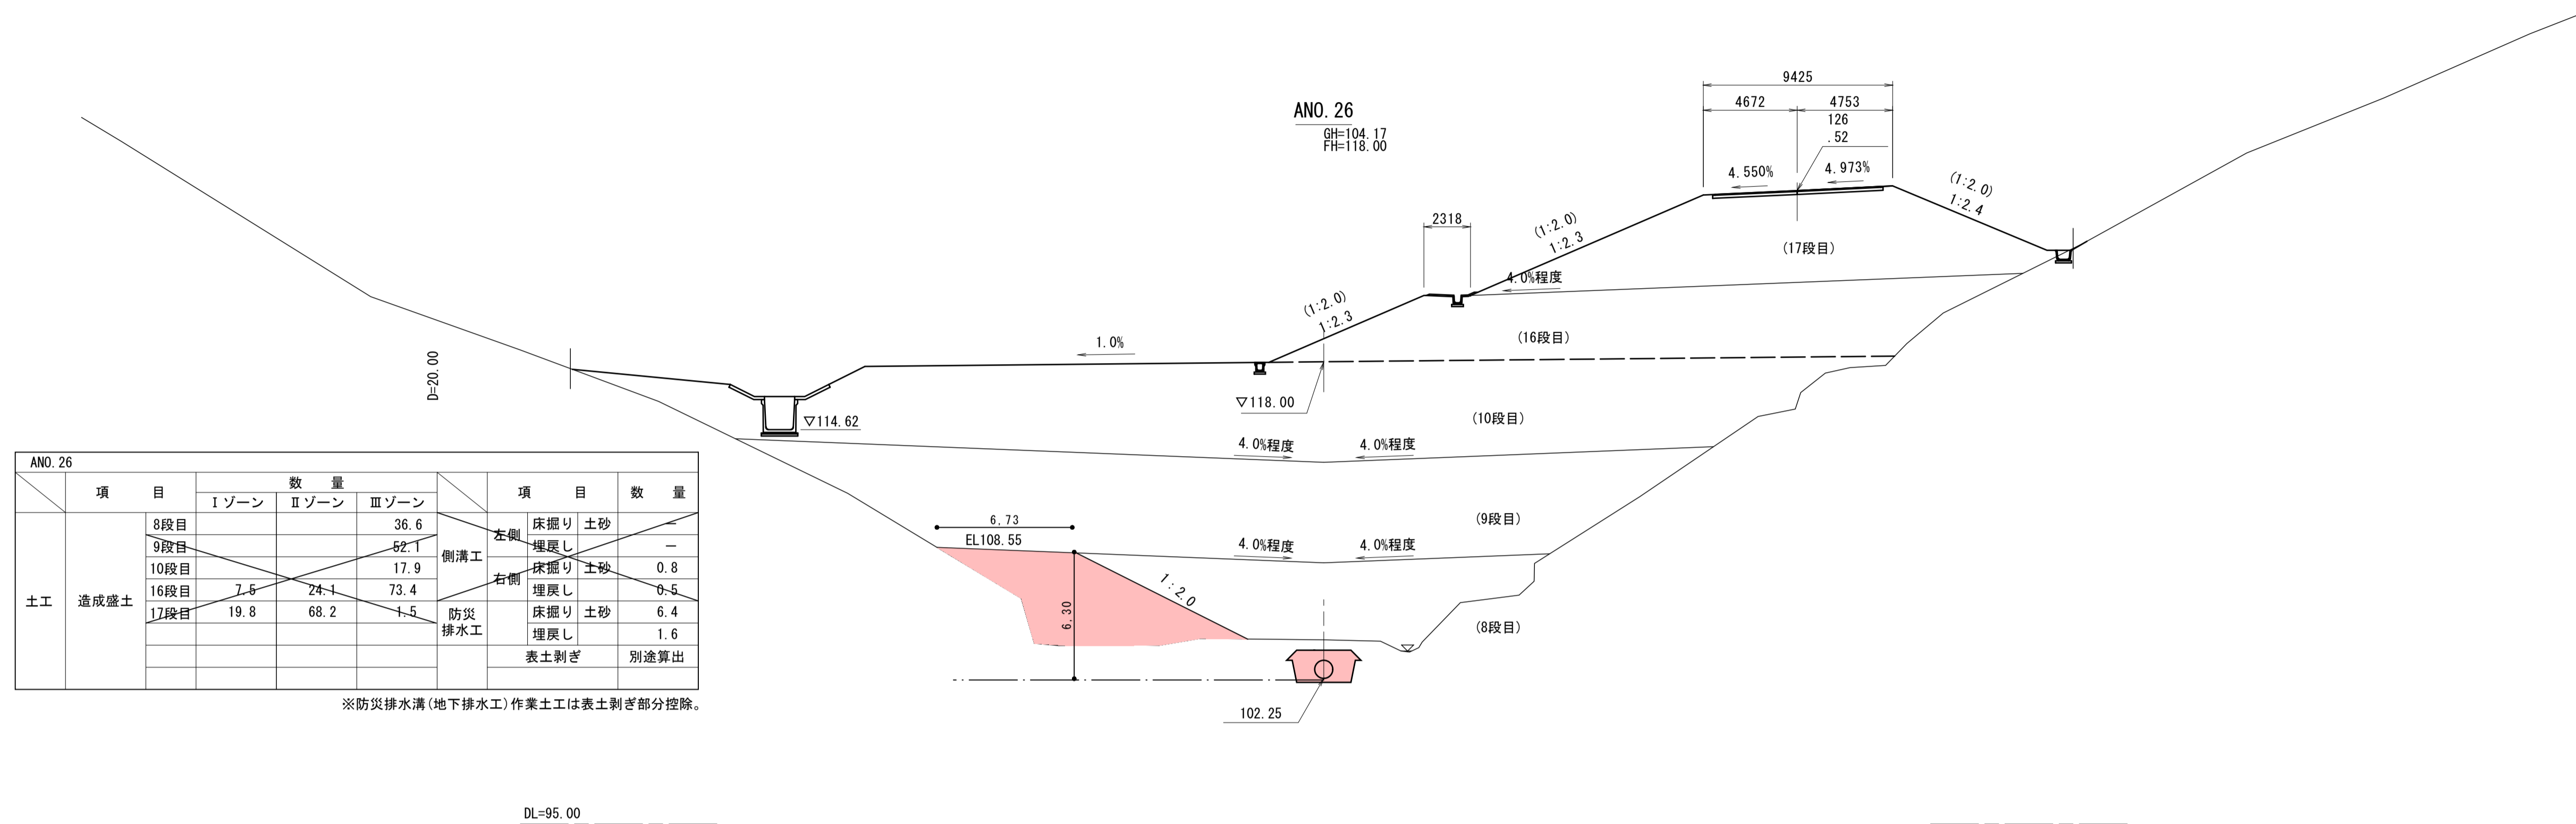 9425
ANO.26
4672
4753
GH=104.17
FH=118.00
126
.52
4.550%
4.973%
(1:2.0)
1:2.4
2318
(1:2.0)
1:2.3
(17段目)
4.0%程度
(1:2.0)
1:2.3
1.0%
(16段目)
D=20.00
▽118.00
▽114.62
(10段目)
4.0%程度
4.0%程度
ANO.26
項 目
数 量
Ⅰゾーン Ⅱゾーン Ⅲゾーン
項 目
数 量
土工
造成盛土
8段目 36.6
9段目 52.1
10段目 17.9
16段目 7.5 24.1 73.4
17段目 19.8 68.2 1.5
側溝工
左側
床掘り 土砂 —
埋戻し —
右側
床掘り 土砂 0.8
埋戻し 0.5
防災
排水工
床掘り 土砂 6.4
埋戻し 1.6
表土剥ぎ 別途算出
※防災排水溝(地下排水工)作業土工は表土剥ぎ部分控除。
6.73
EL108.55
(9段目)
4.0%程度
4.0%程度
1:2.0
6.30
(8段目)
▽
102.25
DL=95.00